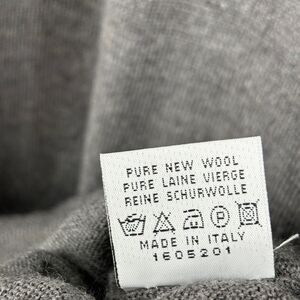 PURE NEW WOOL
PURE LAINE VIERGE
REINE SCHURWOLLE
P
MADE IN ITALY
1605201